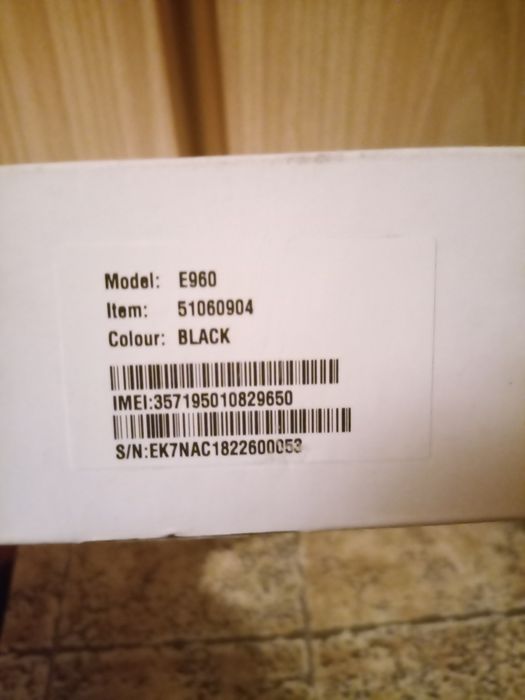 Model: E960
Item: 51060904
Colour: BLACK
IMEI:357195010829650
S/N:EK7NAC1822600053